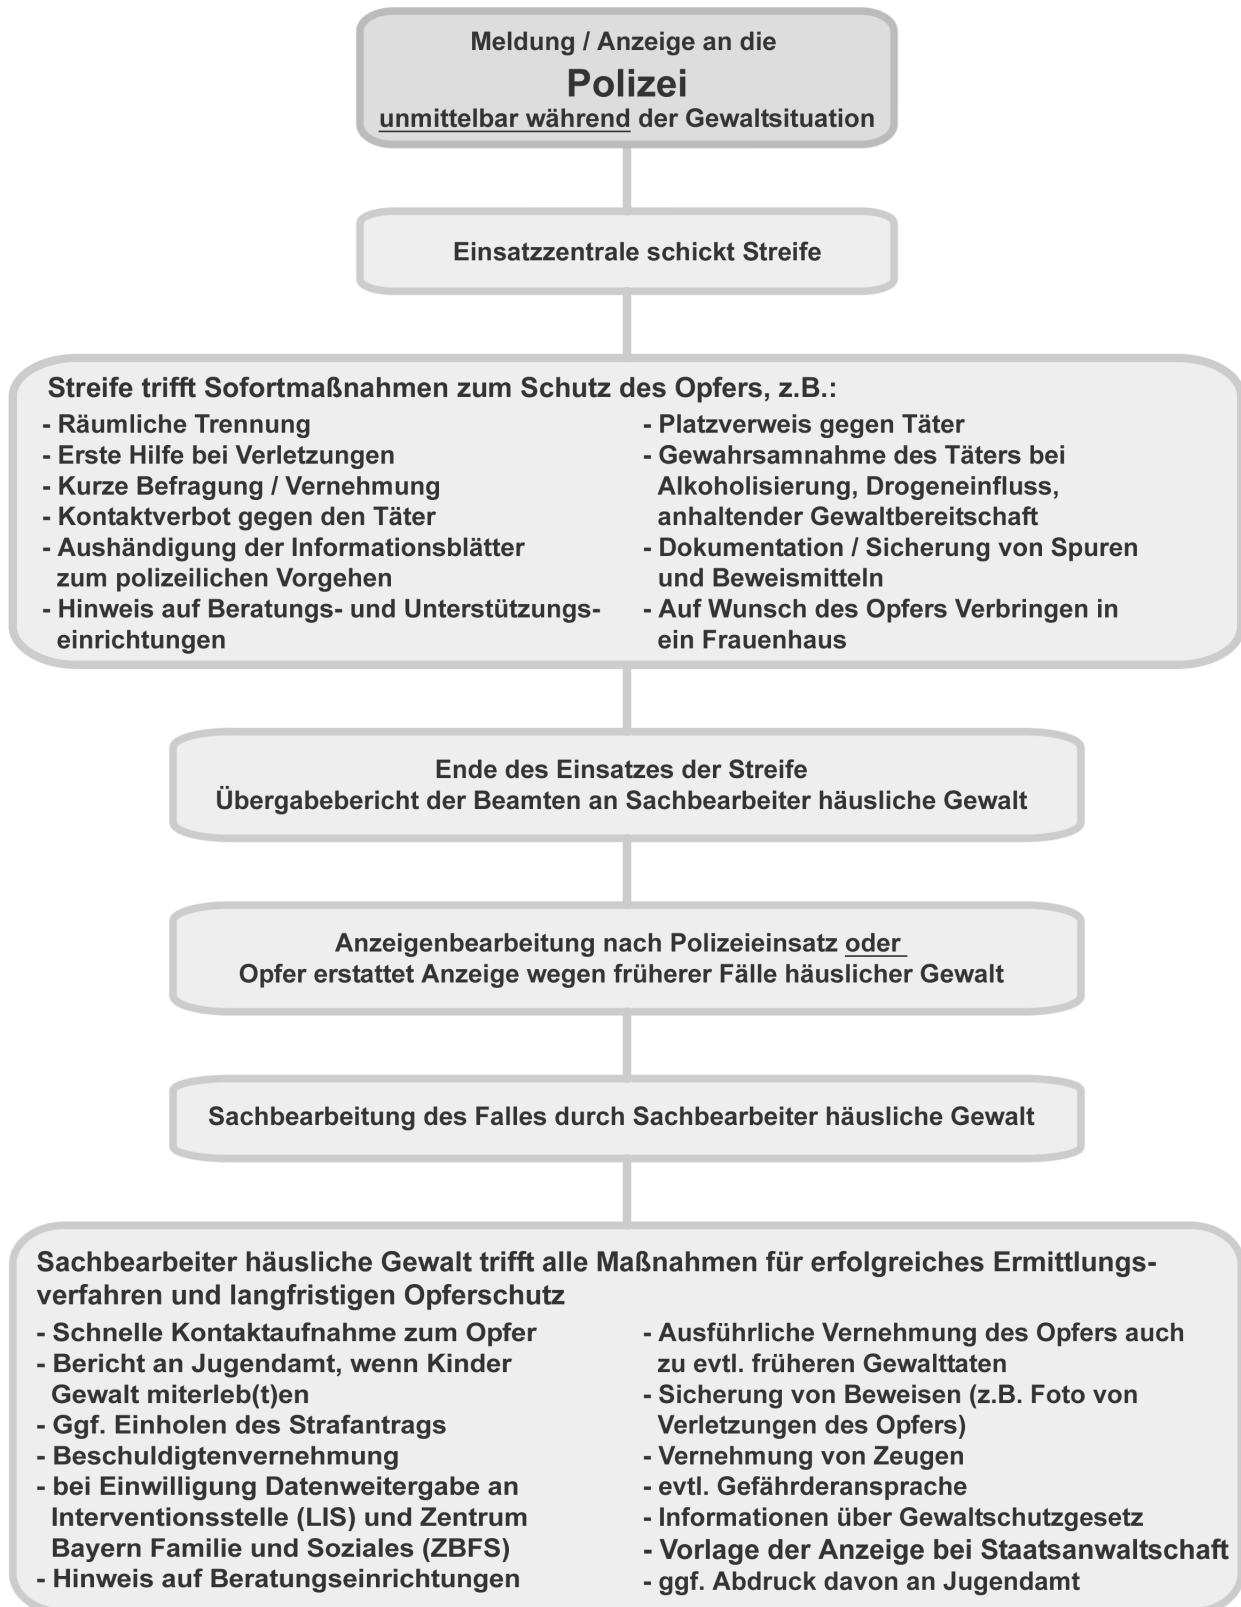 Meldung / Anzeige an die
Polizei
unmittelbar während der Gewaltsituation
Einsatzzentrale schickt Streife
Streife trifft Sofortmaßnahmen zum Schutz des Opfers, z.B.:
- Räumliche Trennung
- Erste Hilfe bei Verletzungen
- Kurze Befragung / Vernehmung
- Kontaktverbot gegen den Täter
- Aushändigung der Informationsblätter
zum polizeilichen Vorgehen
- Hinweis auf Beratungs- und Unterstützungs-
einrichtungen
- Platzverweis gegen Täter
- Gewahrsamnahme des Täters bei
Alkoholisierung, Drogeneinfluss,
anhaltender Gewaltbereitschaft
- Dokumentation / Sicherung von Spuren
und Beweismitteln
- Auf Wunsch des Opfers Verbringen in
ein Frauenhaus
Ende des Einsatzes der Streife
Übergabebericht der Beamten an Sachbearbeiter häusliche Gewalt
Anzeigenbearbeitung nach Polizeieinsatz oder
Opfer erstattet Anzeige wegen früherer Fälle häuslicher Gewalt
Sachbearbeitung des Falles durch Sachbearbeiter häusliche Gewalt
Sachbearbeiter häusliche Gewalt trifft alle Maßnahmen für erfolgreiches Ermittlungs-
verfahren und langfristigen Opferschutz
- Schnelle Kontaktaufnahme zum Opfer
- Bericht an Jugendamt, wenn Kinder
Gewalt miterleb(t)en
- Ggf. Einholen des Strafantrags
- Beschuldigtenvernehmung
- bei Einwilligung Datenweitergabe an
Interventionsstelle (LIS) und Zentrum
Bayern Familie und Soziales (ZBFS)
- Hinweis auf Beratungseinrichtungen
- Ausführliche Vernehmung des Opfers auch
zu evtl. früheren Gewalttaten
- Sicherung von Beweisen (z.B. Foto von
Verletzungen des Opfers)
- Vernehmung von Zeugen
- evtl. Gefährderansprache
- Informationen über Gewaltschutzgesetz
- Vorlage der Anzeige bei Staatsanwaltschaft
- ggf. Abdruck davon an Jugendamt